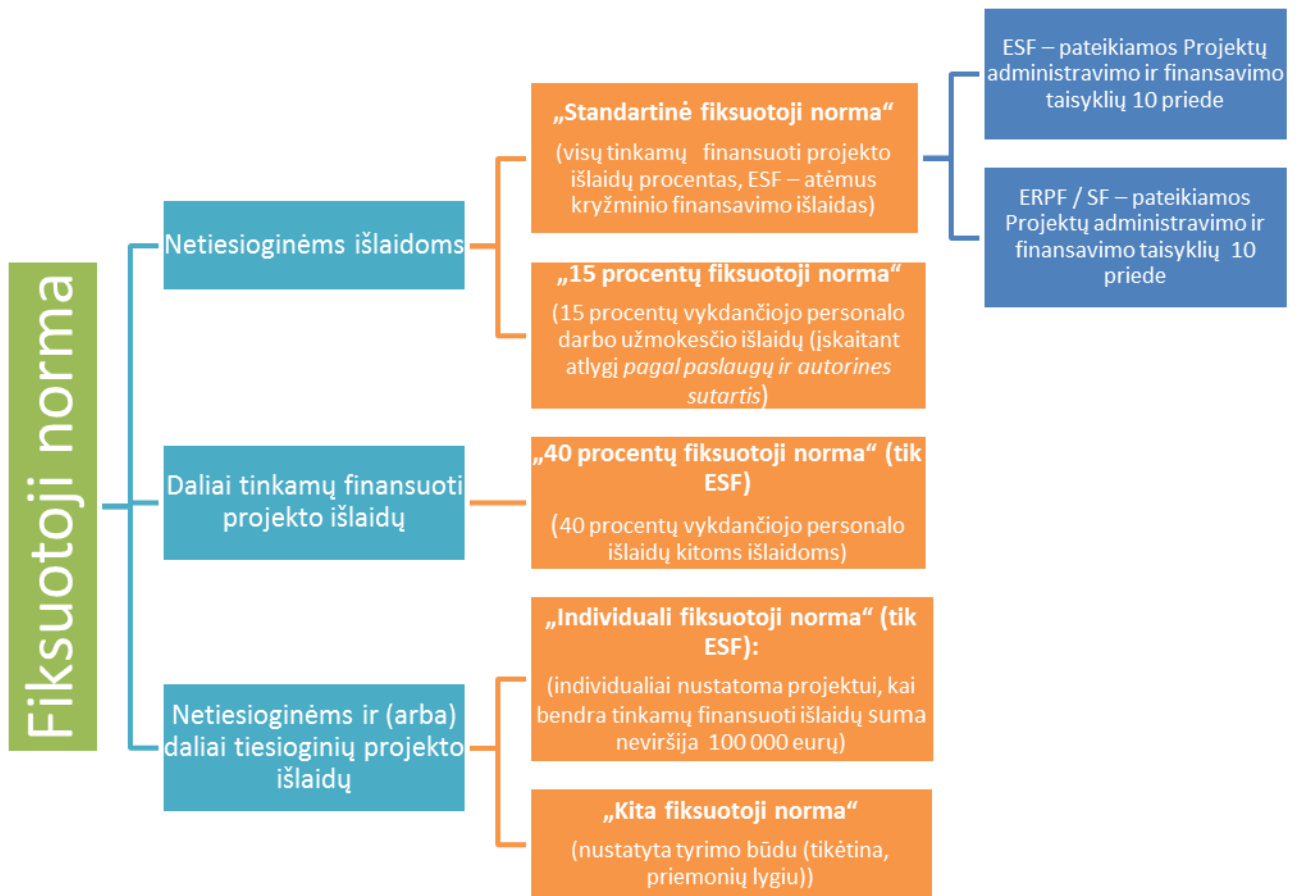 Fiksuotoji norma
Netiesioginėms išlaidoms
„Standartinė fiksuotoji norma“
(visų tinkamų finansuoti projekto
išlaidų procentas, ESF – atėmus
kryžminio finansavimo išlaidas)
ESF – pateikiamos Projektų
administravimo ir finansavimo
taisyklių 10 priede
ERPF / SF – pateikiamos
Projektų administravimo ir
finansavimo taisyklių 10
priede
„15 procentų fiksuotoji norma“
(15 procentų vykdančiojo personalo
darbo užmokesčio išlaidų (įskaitant
atlygį pagal paslaugų ir autorines
sutartis)
Daliai tinkamų finansuoti
projekto išlaidų
„40 procentų fiksuotoji norma“ (tik
ESF)
(40 procentų vykdančiojo personalo
išlaidų kitoms išlaidoms)
Netiesioginėms ir (arba)
daliai tiesioginių projekto
išlaidų
„Individuali fiksuotoji norma“ (tik
ESF):
(individualiai nustatoma projektui, kai
bendra tinkamų finansuoti išlaidų suma
neviršija 100 000 eurų)
„Kita fiksuotoji norma“
(nustatyta tyrimo būdu (tikėtina,
priemonių lygiu))